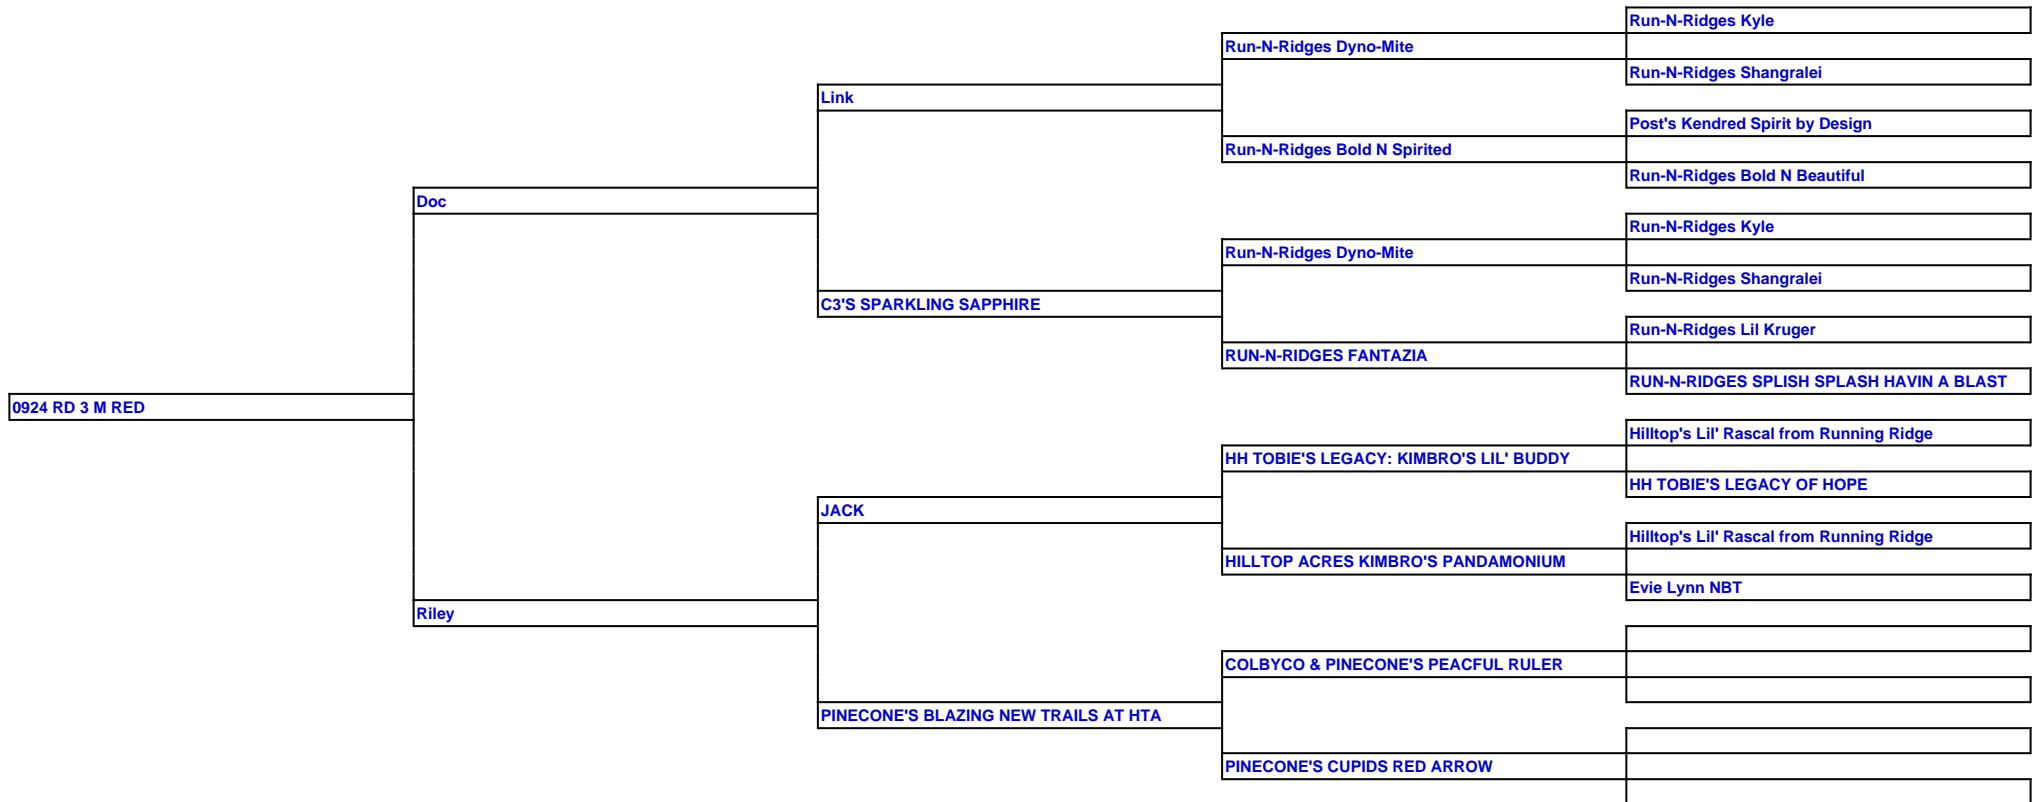 Run-N-Ridges Kyle
Run-N-Ridges Dyno-Mite
Run-N-Ridges Shangralei
Link
Post's Kendred Spirit by Design
Run-N-Ridges Bold N Spirited
Run-N-Ridges Bold N Beautiful
Doc
Run-N-Ridges Kyle
Run-N-Ridges Dyno-Mite
Run-N-Ridges Shangralei
C3'S SPARKLING SAPPHIRE
Run-N-Ridges Lil Kruger
RUN-N-RIDGES FANTAZIA
RUN-N-RIDGES SPLISH SPLASH HAVIN A BLAST
0924 RD 3 M RED
Hilltop's Lil' Rascal from Running Ridge
HH TOBIE'S LEGACY: KIMBRO'S LIL' BUDDY
HH TOBIE'S LEGACY OF HOPE
JACK
Hilltop's Lil' Rascal from Running Ridge
HILLTOP ACRES KIMBRO'S PANDAMONIUM
Evie Lynn NBT
Riley
COLBYCO & PINECONE'S PEACFUL RULER
PINECONE'S BLAZING NEW TRAILS AT HTA
PINECONE'S CUPIDS RED ARROW